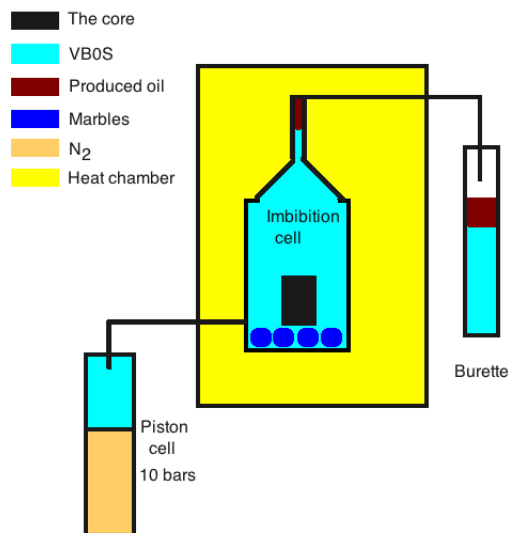 The core
VB0S
Produced oil
Marbles
N2
Heat chamber
Imbibition
cell
Burette
Piston
cell
10 bars